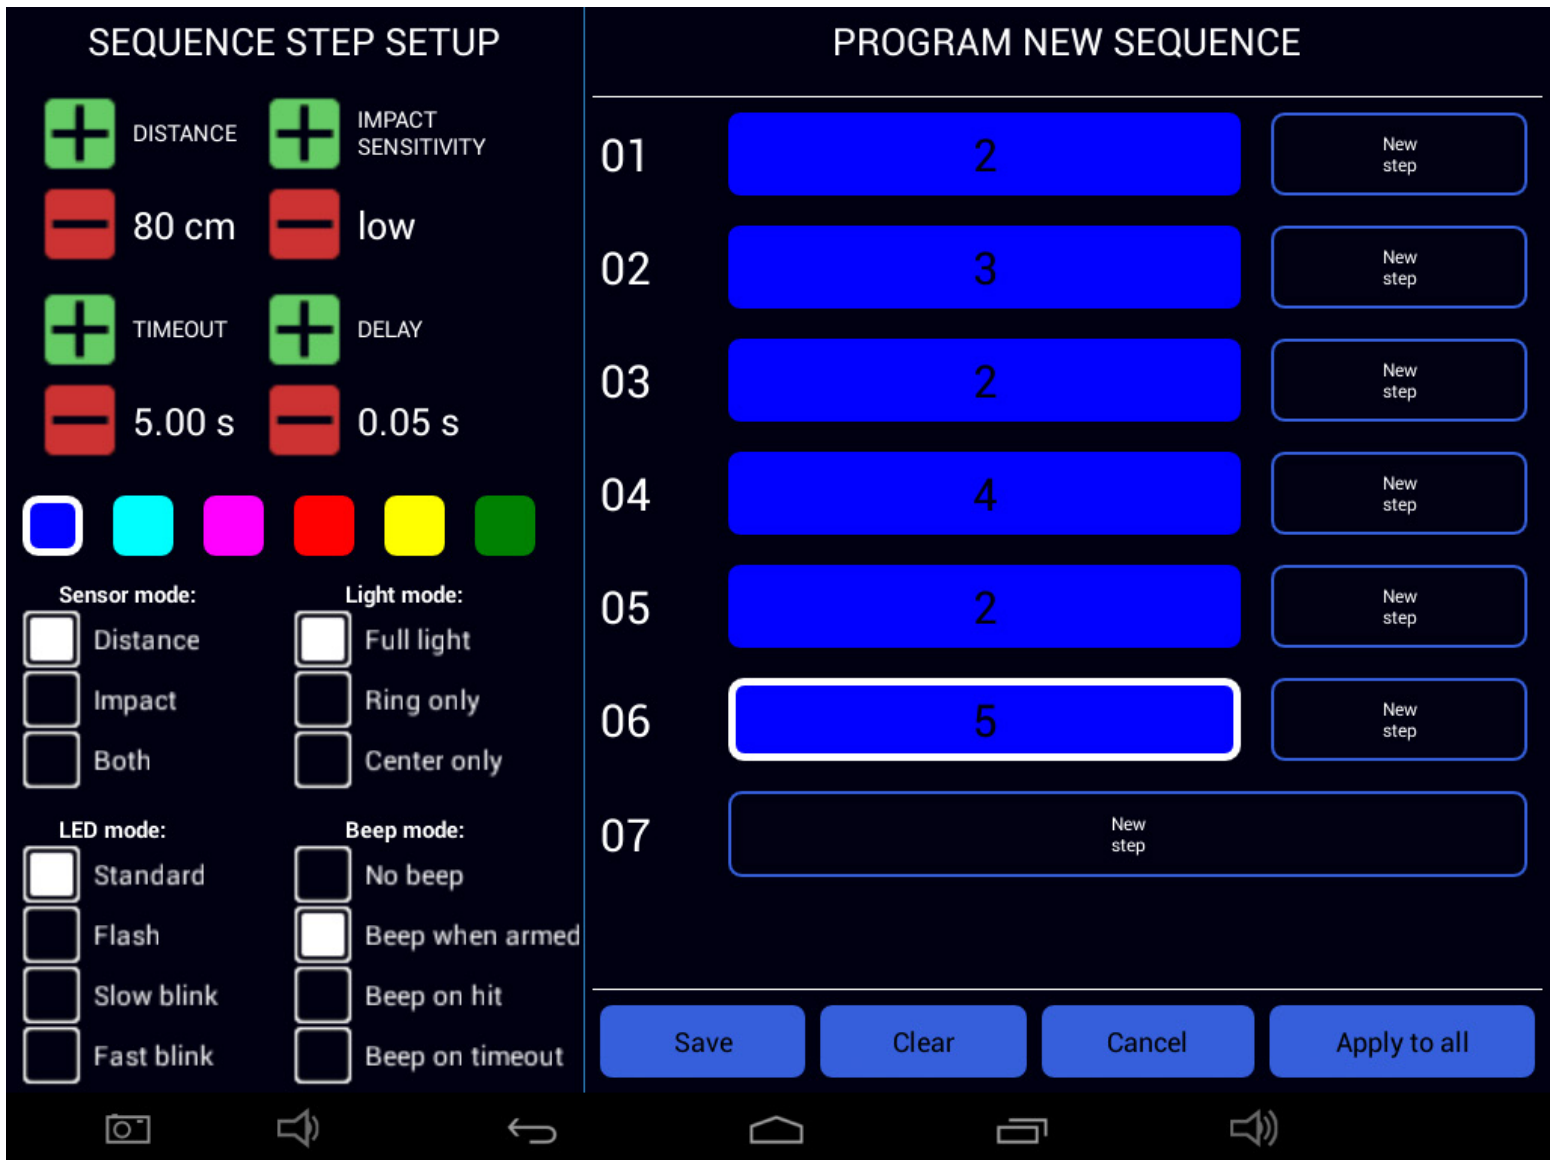 SEQUENCE STEP SETUP
DISTANCE
IMPACT
SENSITIVITY
80 cm
low
TIMEOUT
DELAY
5.00 s
0.05 s
Sensor mode:
Light mode:
Distance
Full light
Impact
Ring only
Both
Center only
LED mode:
Beep mode:
Standard
No beep
Flash
Beep when armed
Slow blink
Beep on hit
Fast blink
Beep on timeout
PROGRAM NEW SEQUENCE
01
2
New
step
02
3
New
step
03
2
New
step
04
4
New
step
05
2
New
step
06
5
New
step
07
New
step
Save
Clear
Cancel
Apply to all